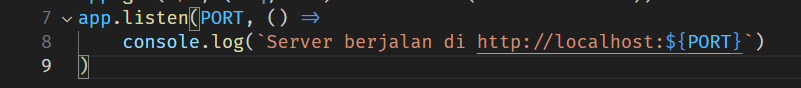 7 app.listen(PORT, () =>
8 console.log(`Server berjalan di http://localhost:${PORT}`)
9 )